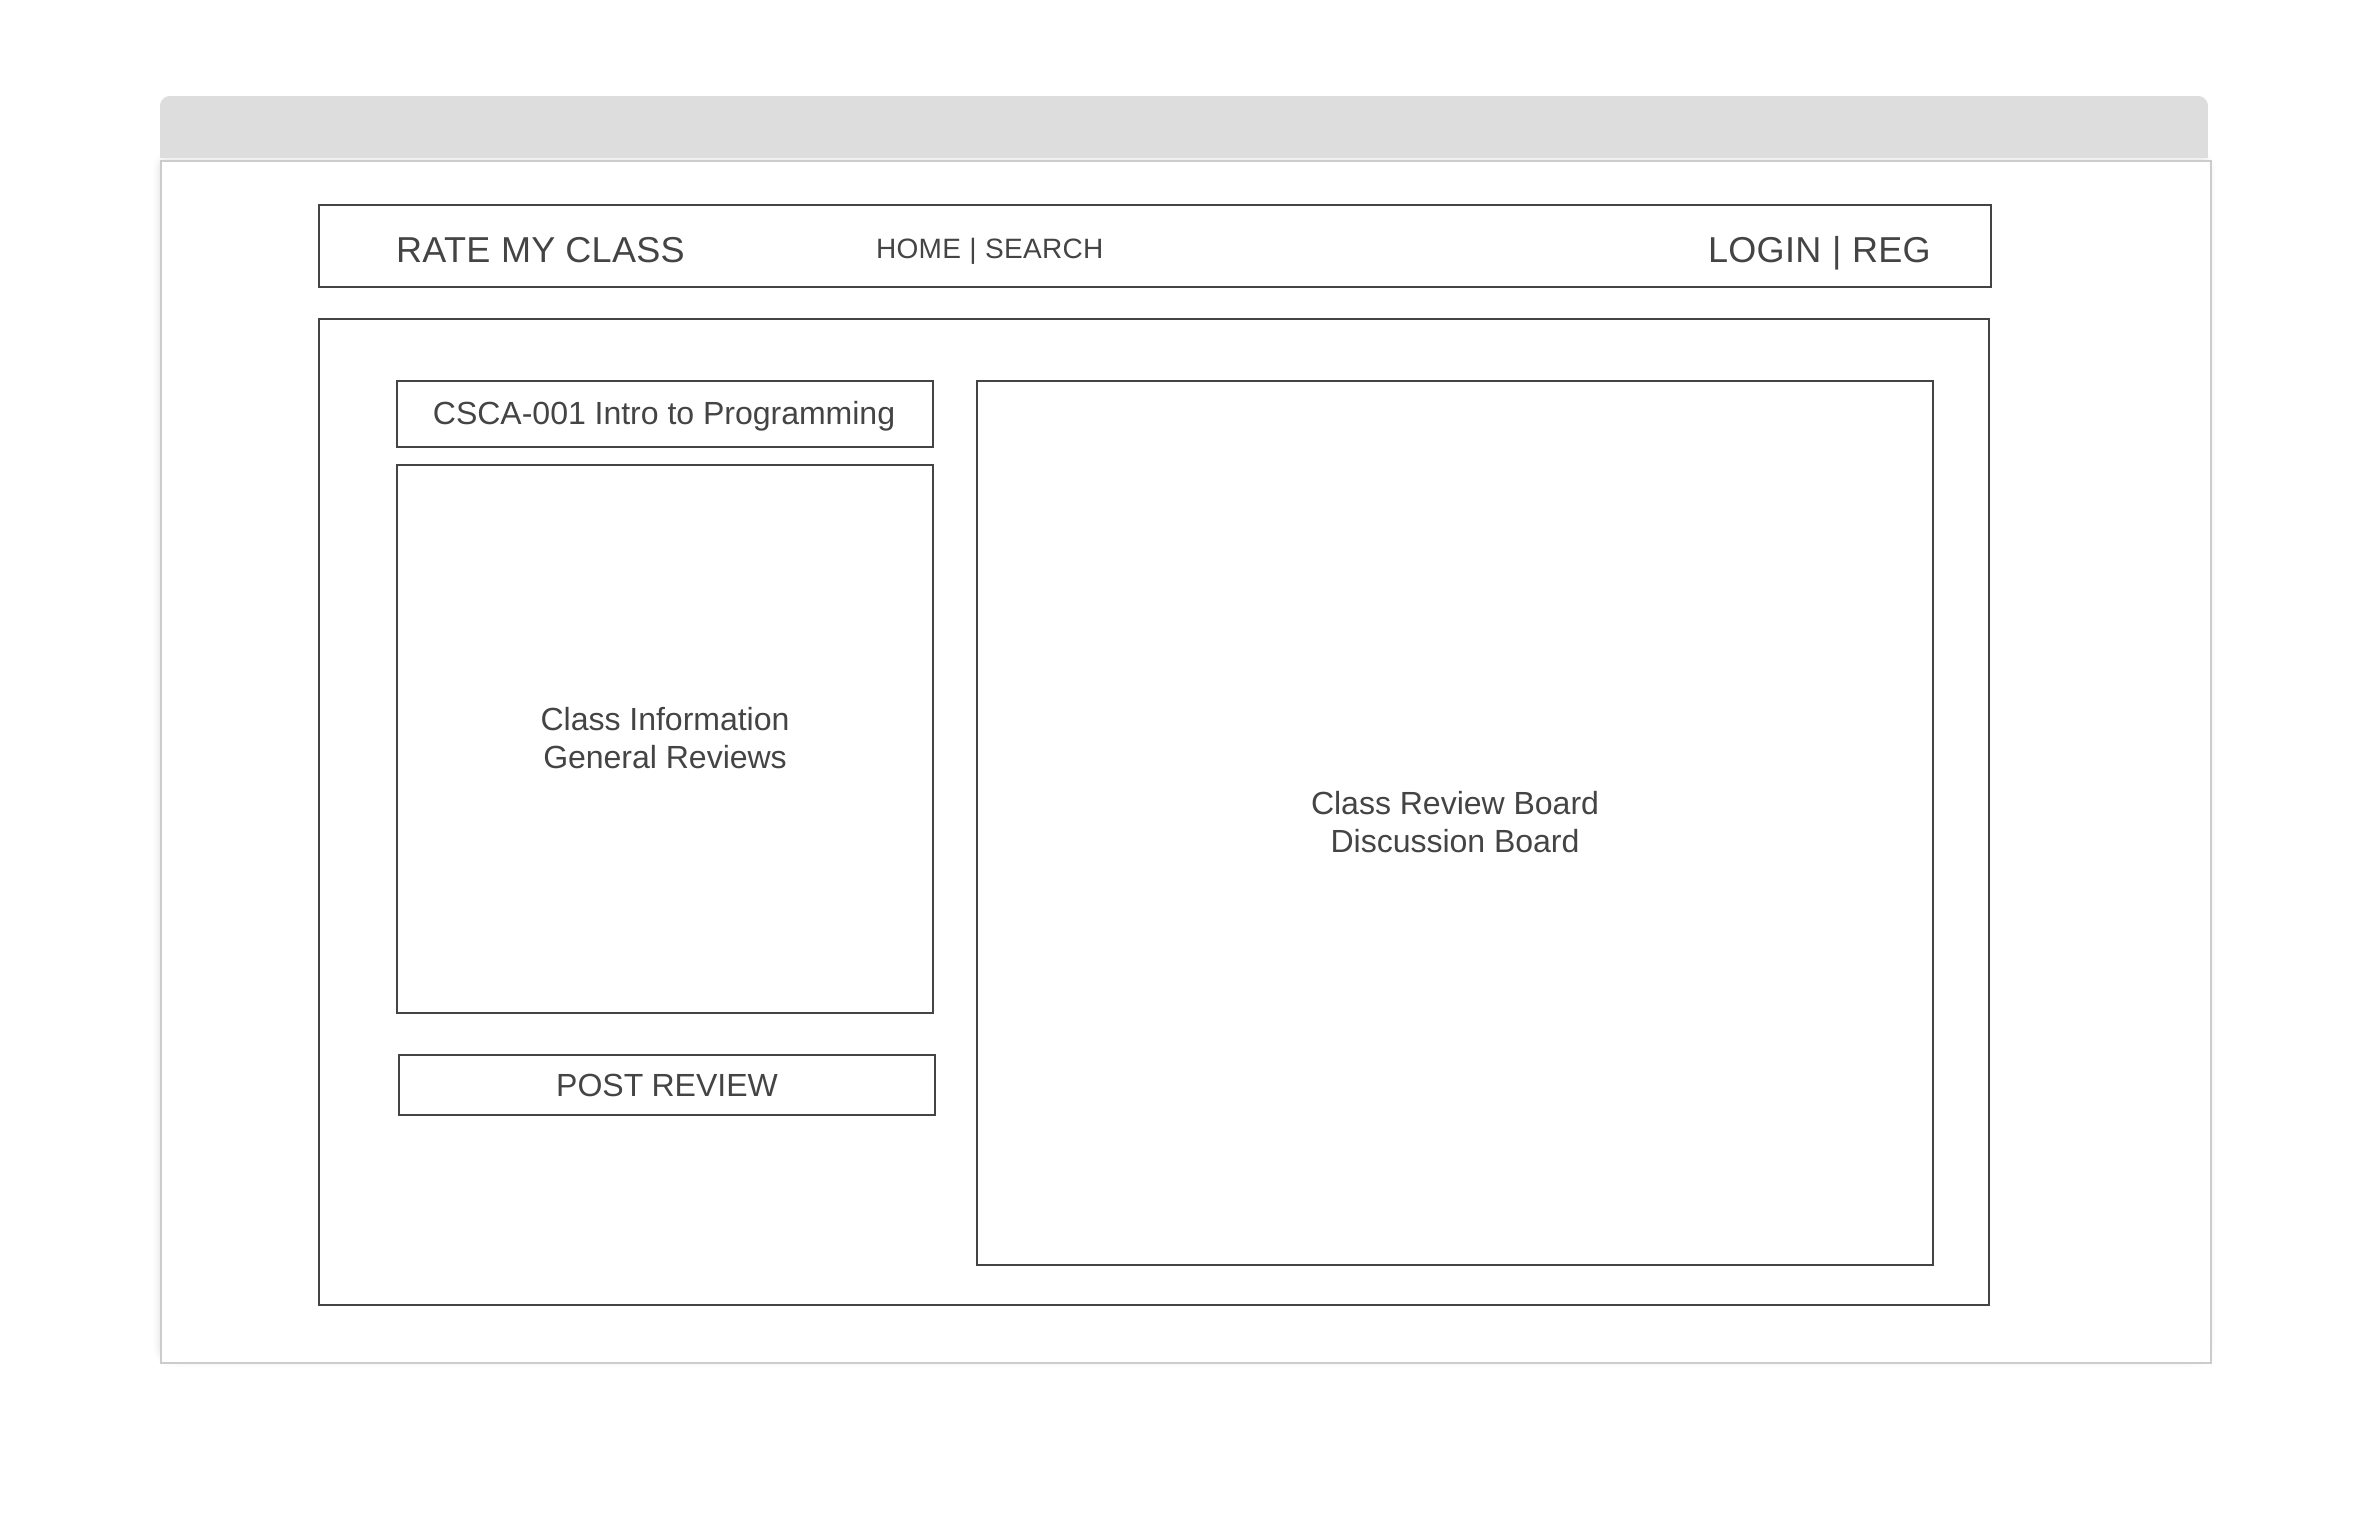 RATE MY CLASS
HOME | SEARCH
LOGIN | REG
CSCA-001 Intro to Programming
Class Information
General Reviews
POST REVIEW
Class Review Board
Discussion Board